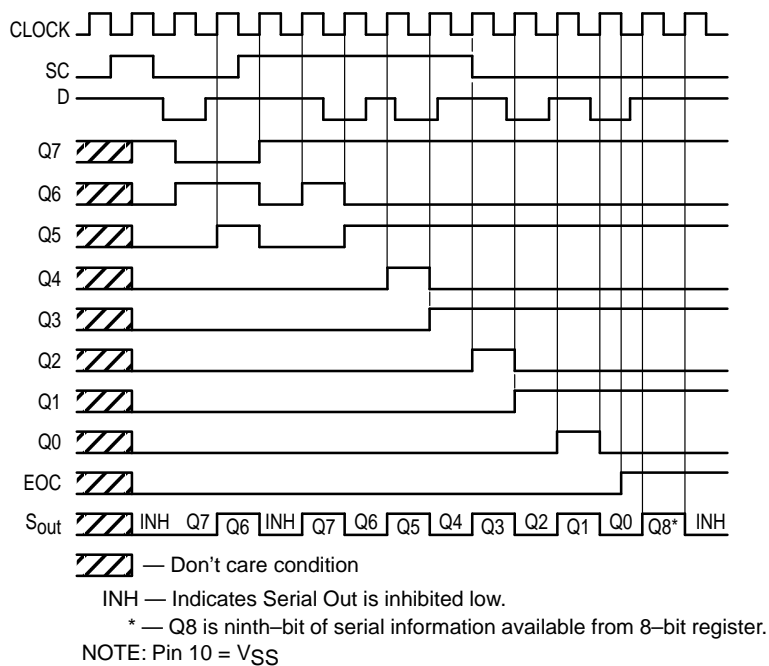 CLOCK
SC
D
Q7
Q6
Q5
Q4
Q3
Q2
Q1
Q0
EOC
Sout INH Q7 Q6 INH Q7 Q6 Q5 Q4 Q3 Q2 Q1 Q0 Q8* INH
— Don't care condition
INH — Indicates Serial Out is inhibited low.
* — Q8 is ninth–bit of serial information available from 8–bit register.
NOTE: Pin 10 = VSS